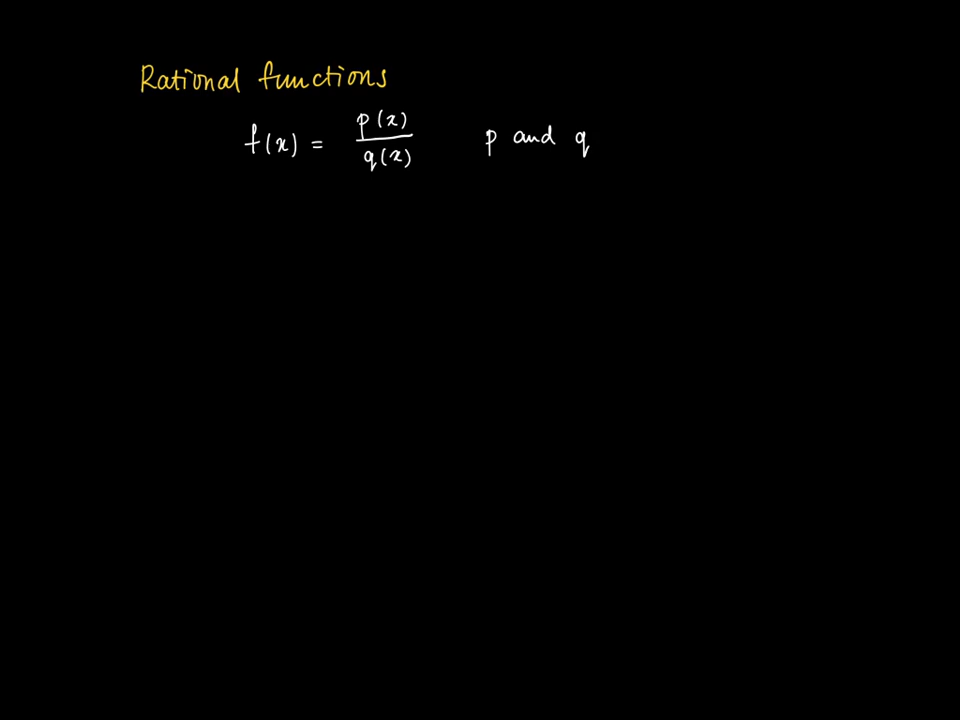 Rational functions
f(x) = p(x)/q(x) p and q